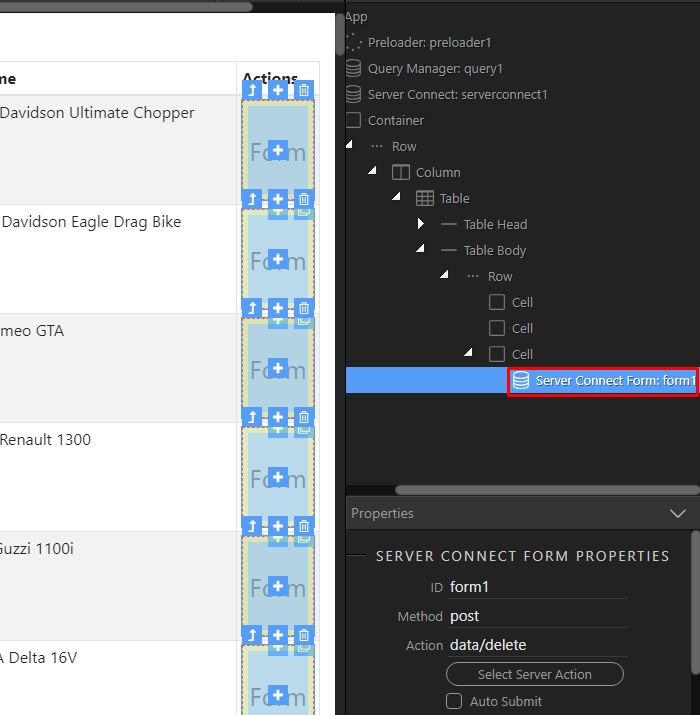 me
Actions
Davidson Ultimate Chopper
Form
-Davidson Eagle Drag Bike
Form
meo GTA
Form
Renault 1300
Form
Guzzi 1100i
Form
A Delta 16V
Form
App
Preloader: preloader1
Query Manager: query1
Server Connect: serverconnect1
Container
Row
Column
Table
Table Head
Table Body
Row
Cell
Cell
Cell
Server Connect Form: form1
Properties
SERVER CONNECT FORM PROPERTIES
ID form1
Method post
Action data/delete
Select Server Action
Auto Submit